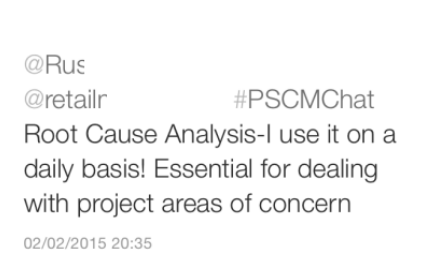 @Rus
@retailr #PSCMChat
Root Cause Analysis-I use it on a
daily basis! Essential for dealing
with project areas of concern
02/02/2015 20:35